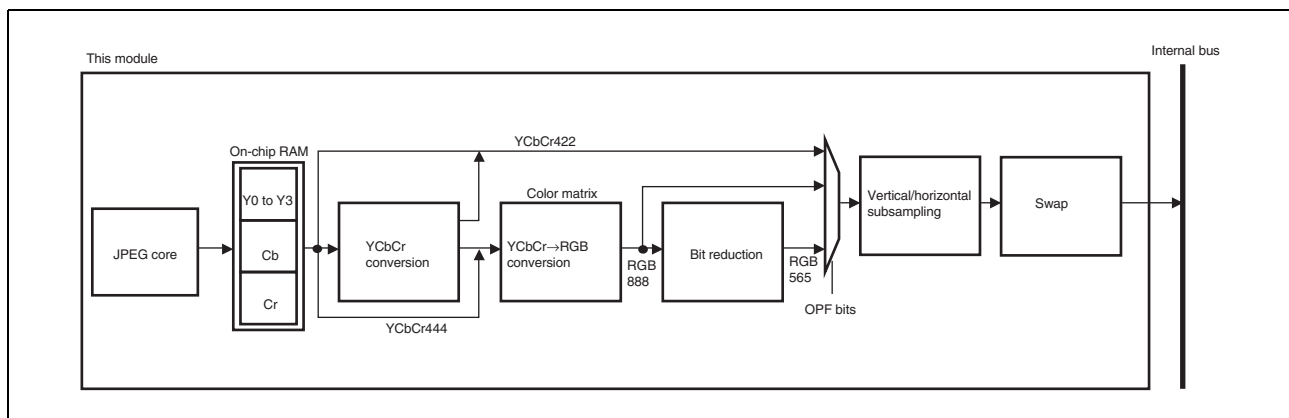 This module
Internal bus
YCbCr422
On-chip RAM
Color matrix
Y0 to Y3
Cb
Cr
JPEG core
YCbCr
conversion
YCbCr→RGB
conversion
RGB
888
Bit reduction
RGB
565
Vertical/horizontal
subsampling
Swap
OPF bits
YCbCr444